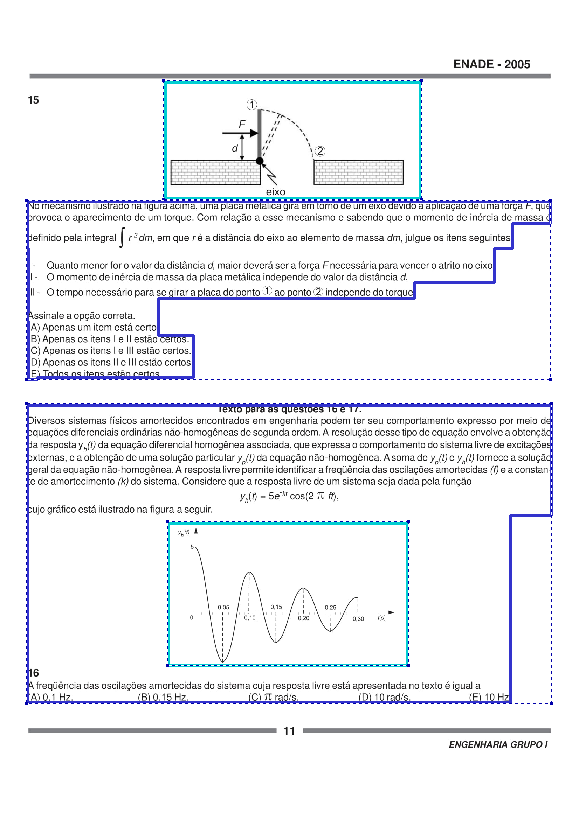 ENADE - 2005
15
1
F
d
2
eixo
No mecanismo ilustrado na figura acima, uma placa metálica gira em torno de um eixo devido à aplicação de uma força F, que
provoca o aparecimento de um torque. Com relação a esse mecanismo e sabendo que o momento de inércia de massa é
definido pela integral ∫ r² dm, em que r é a distância do eixo ao elemento de massa dm, julgue os itens seguintes.
I - Quanto menor for o valor da distância d, maior deverá ser a força F necessária para vencer o atrito no eixo.
II - O momento de inércia de massa da placa metálica independe do valor da distância d.
III - O tempo necessário para se girar a placa do ponto 1 ao ponto 2 independe do torque.
Assinale a opção correta.
(A) Apenas um item está certo.
(B) Apenas os itens I e II estão certos.
(C) Apenas os itens I e III estão certos.
(D) Apenas os itens II e III estão certos.
(E) Todos os itens estão certos.
Texto para as questões 16 e 17.
Diversos sistemas físicos amortecidos encontrados em engenharia podem ter seu comportamento expresso por meio de
equações diferenciais ordinárias não-homogêneas de segunda ordem. A resolução desse tipo de equação envolve a obtenção
da resposta yh(t) da equação diferencial homogênea associada, que expressa o comportamento do sistema livre de excitações
externas, e a obtenção de uma solução particular yp(t) da equação não-homogênea. A soma de yp(t) e yh(t) fornece a solução
geral da equação não-homogênea. A resposta livre permite identificar a freqüência das oscilações amortecidas (f) e a constan-
te de amortecimento (k) do sistema. Considere que a resposta livre de um sistema seja dada pela função
yh(t) = 5e^-kt cos(2 π ft),
cujo gráfico está ilustrado na figura a seguir.
yh(t)
5
0,05 0,15 0,25
0 0,10 0,20 0,30 t(s)
16
A freqüência das oscilações amortecidas do sistema cuja resposta livre está apresentada no texto é igual a
(A) 0,1 Hz. (B) 0,15 Hz. (C) π rad/s. (D) 10 rad/s. (E) 10 Hz.
11
ENGENHARIA GRUPO I